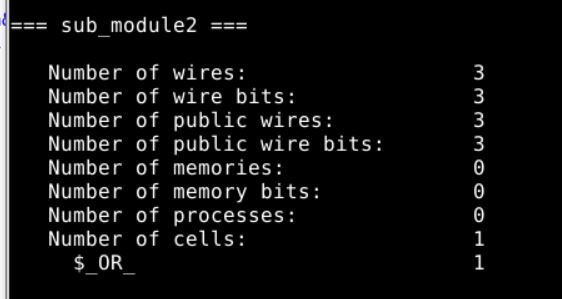 === sub_module2 ===
Number of wires: 3
Number of wire bits: 3
Number of public wires: 3
Number of public wire bits: 3
Number of memories: 0
Number of memory bits: 0
Number of processes: 0
Number of cells: 1
$_OR_ 1